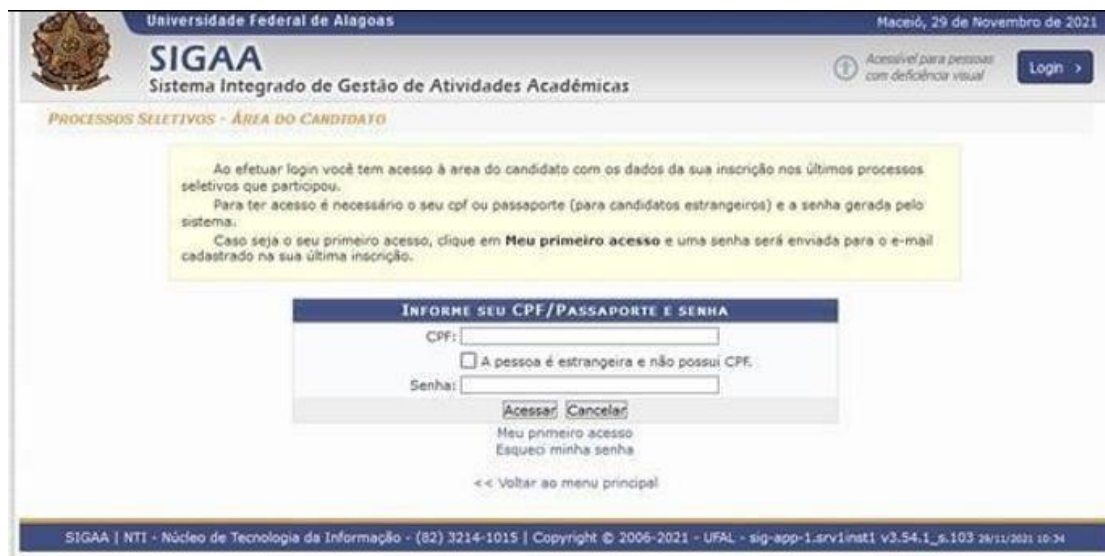 Universidade Federal de Alagoas
Maceió, 29 de Novembro de 2021
SIGAA
Sistema Integrado de Gestão de Atividades Acadêmicas
Acessível para pessoas
com deficiência visual
Login >
PROCESSOS SELETIVOS - ÁREA DO CANDIDATO
Ao efetuar login você tem acesso à area do candidato com os dados da sua inscrição nos últimos processos
seletivos que participou.
Para ter acesso é necessário o seu cpf ou passaporte (para candidatos estrangeiros) e a senha gerada pelo
sistema.
Caso seja o seu primeiro acesso, clique em Meu primeiro acesso e uma senha será enviada para o e-mail
cadastrado na sua última inscrição.
INFORME SEU CPF/PASSAPORTE E SENHA
CPF:
A pessoa é estrangeira e não possui CPF.
Senha:
Acessar Cancelar
Meu primeiro acesso
Esqueci minha senha
<< Voltar ao menu principal
SIGAA | NTI - Núcleo de Tecnologia da Informação - (82) 3214-1015 | Copyright © 2006-2021 - UFAL - sig-app-1.srv1inst1 v3.54.1_s.103 29/11/2021 10:34